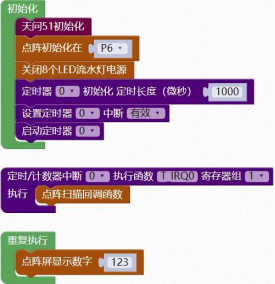 初始化
天问51初始化
点阵初始化在 P6
关闭8个LED流水灯电源
定时器 0 初始化 定时长度（微秒） 1000
设置定时器 0 中断 有效
启动定时器 0
定时/计数器中断 0 执行函数 T_IRQ0 寄存器组 1
执行 点阵扫描回调函数
重复执行
点阵屏显示数字 123